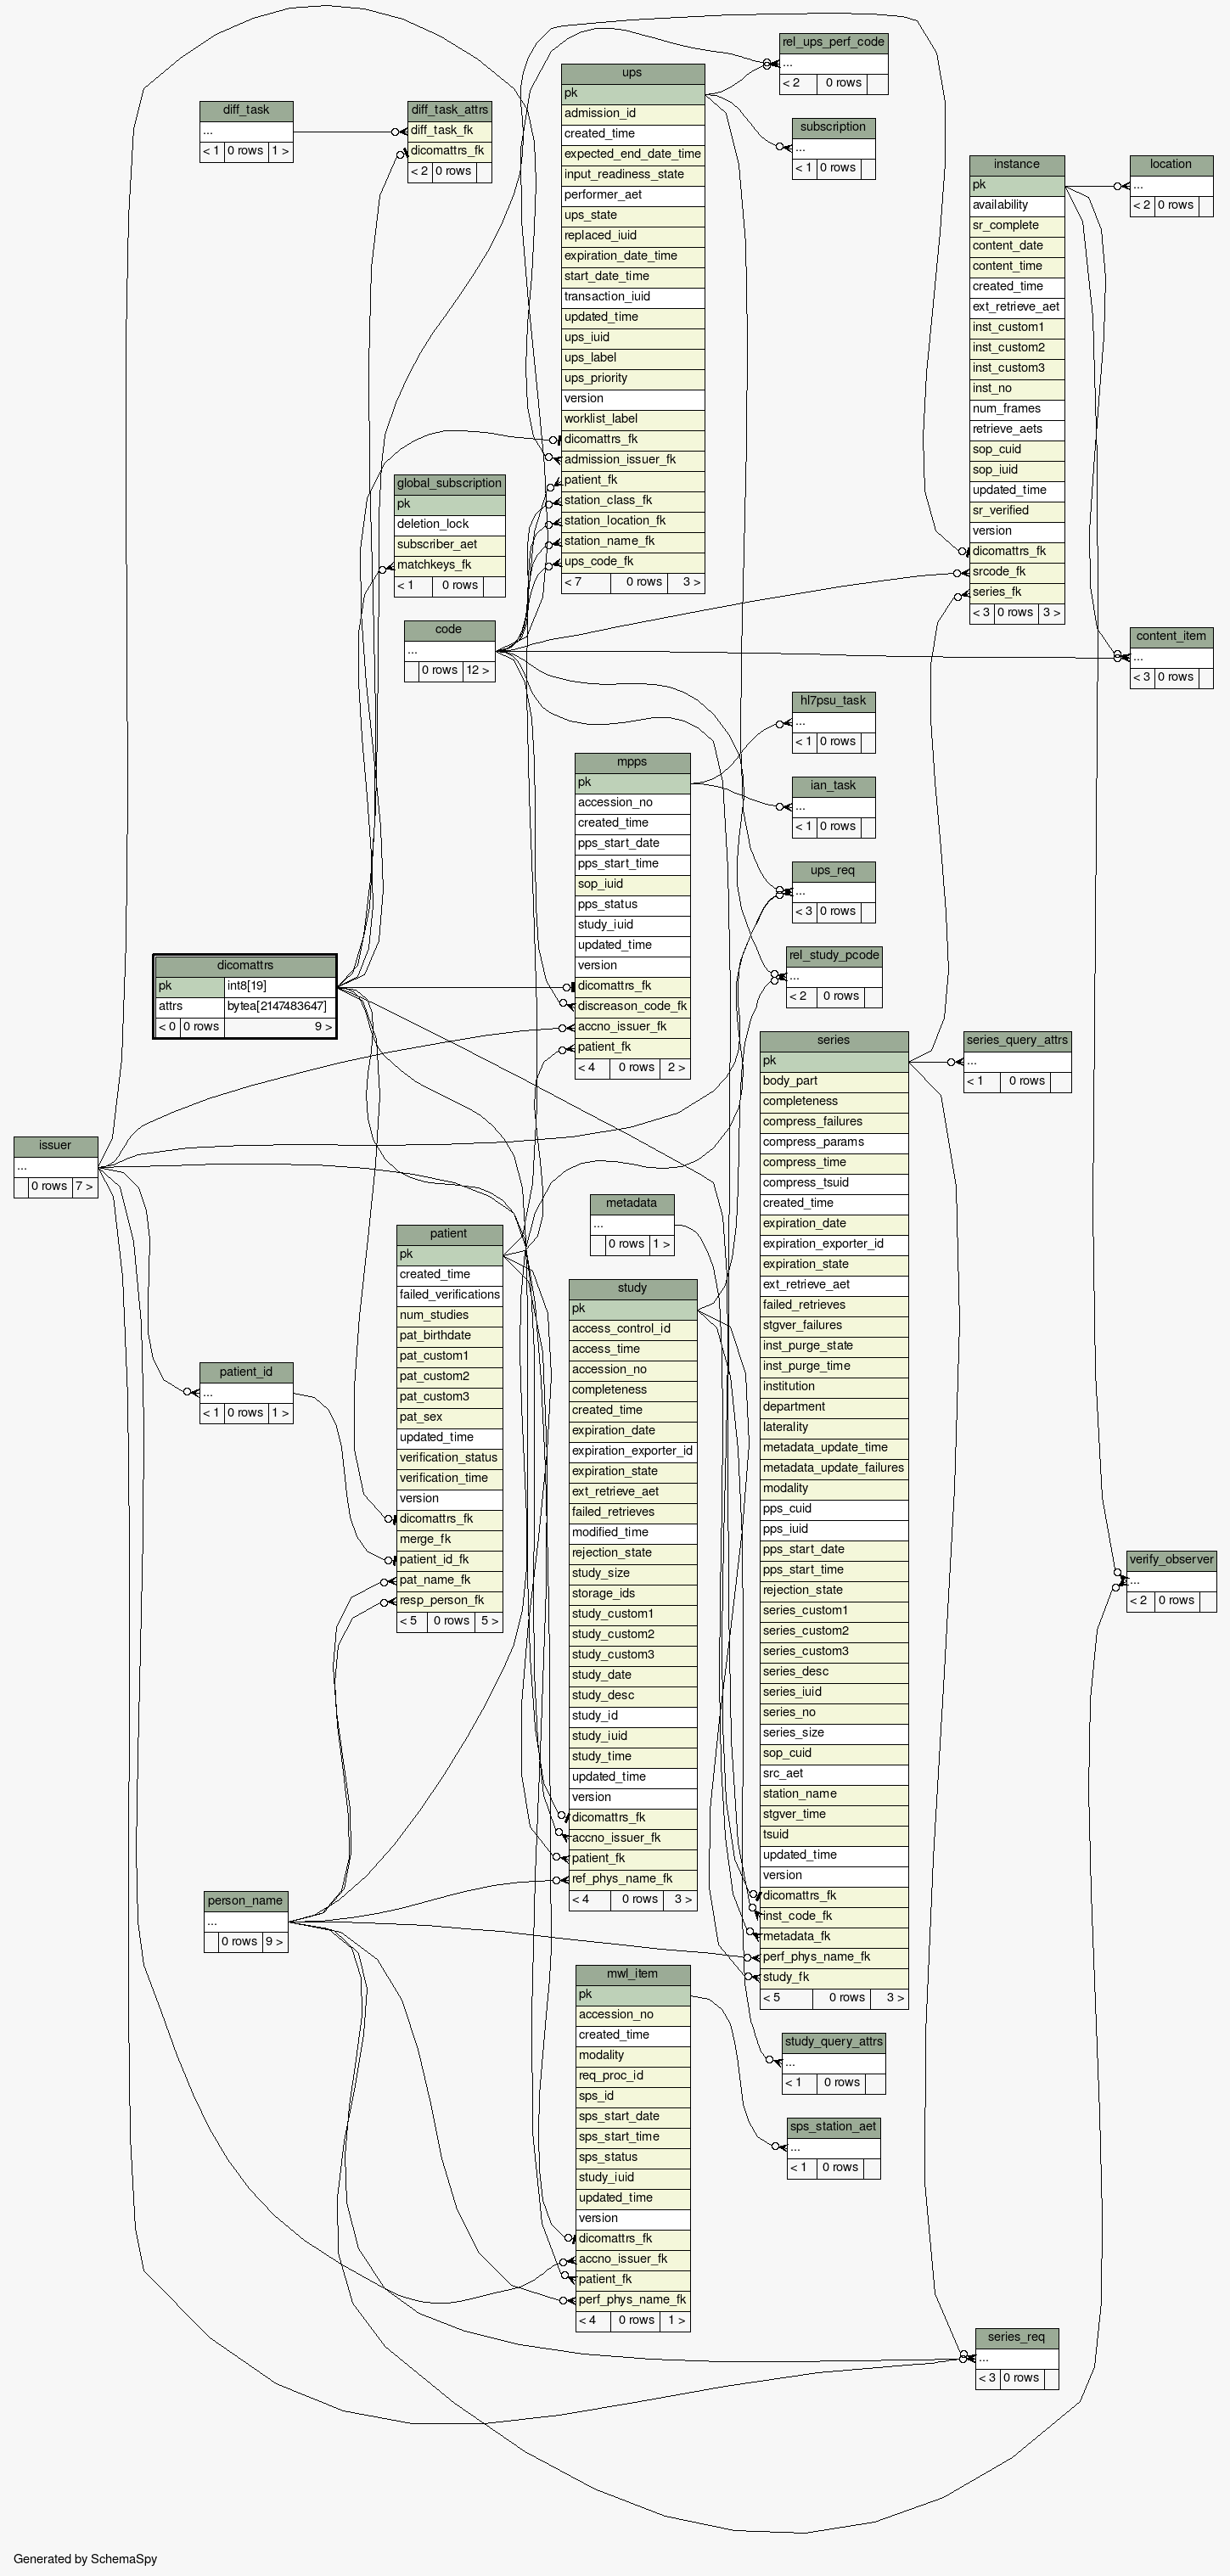 rel_ups_perf_code
...
< 2 0 rows
ups
pk
admission_id
created_time
expected_end_date_time
input_readiness_state
performer_aet
ups_state
replaced_iuid
expiration_date_time
start_date_time
transaction_iuid
updated_time
ups_iuid
ups_label
ups_priority
version
worklist_label
dicomattrs_fk
admission_issuer_fk
patient_fk
station_class_fk
station_location_fk
station_name_fk
ups_code_fk
< 7 0 rows 3 >
diff_task
...
< 1 0 rows 1 >
diff_task_attrs
diff_task_fk
dicomattrs_fk
< 2 0 rows
subscription
...
< 1 0 rows
instance
pk
availability
sr_complete
content_date
content_time
created_time
ext_retrieve_aet
inst_custom1
inst_custom2
inst_custom3
inst_no
num_frames
retrieve_aets
sop_cuid
sop_iuid
updated_time
sr_verified
version
dicomattrs_fk
srcode_fk
series_fk
< 3 0 rows 3 >
location
...
< 2 0 rows
global_subscription
pk
deletion_lock
subscriber_aet
matchkeys_fk
< 1 0 rows
code
...
0 rows 12 >
content_item
...
< 3 0 rows
hl7psu_task
...
< 1 0 rows
mpps
pk
accession_no
created_time
pps_start_date
pps_start_time
sop_iuid
pps_status
study_iuid
updated_time
version
dicomattrs_fk
discreason_code_fk
accno_issuer_fk
patient_fk
< 4 0 rows 2 >
ian_task
...
< 1 0 rows
ups_req
...
< 3 0 rows
rel_study_pcode
...
< 2 0 rows
dicomattrs
pk int8[19]
attrs bytea[2147483647]
< 0 0 rows 9 >
series
pk
body_part
completeness
compress_failures
compress_params
compress_time
compress_tsuid
created_time
expiration_date
expiration_exporter_id
expiration_state
ext_retrieve_aet
failed_retrieves
stgver_failures
inst_purge_state
inst_purge_time
institution
department
laterality
metadata_update_time
metadata_update_failures
modality
pps_cuid
pps_iuid
pps_start_date
pps_start_time
rejection_state
series_custom1
series_custom2
series_custom3
series_desc
series_iuid
series_no
series_size
sop_cuid
src_aet
station_name
stgver_time
tsuid
updated_time
version
dicomattrs_fk
inst_code_fk
metadata_fk
perf_phys_name_fk
study_fk
< 5 0 rows 3 >
series_query_attrs
...
< 1 0 rows
issuer
...
0 rows 7 >
metadata
...
0 rows 1 >
patient
pk
created_time
failed_verifications
num_studies
pat_birthdate
pat_custom1
pat_custom2
pat_custom3
pat_sex
updated_time
verification_status
verification_time
version
dicomattrs_fk
merge_fk
patient_id_fk
pat_name_fk
resp_person_fk
< 5 0 rows 5 >
study
pk
access_control_id
access_time
accession_no
completeness
created_time
expiration_date
expiration_exporter_id
expiration_state
ext_retrieve_aet
failed_retrieves
modified_time
rejection_state
study_size
storage_ids
study_custom1
study_custom2
study_custom3
study_date
study_desc
study_id
study_iuid
study_time
updated_time
version
dicomattrs_fk
accno_issuer_fk
patient_fk
ref_phys_name_fk
< 4 0 rows 3 >
patient_id
...
< 1 0 rows 1 >
verify_observer
...
< 2 0 rows
person_name
...
0 rows 9 >
mwl_item
pk
accession_no
created_time
modality
req_proc_id
sps_id
sps_start_date
sps_start_time
sps_status
study_iuid
updated_time
version
dicomattrs_fk
accno_issuer_fk
patient_fk
perf_phys_name_fk
< 4 0 rows 1 >
study_query_attrs
...
< 1 0 rows
sps_station_aet
...
< 1 0 rows
series_req
...
< 3 0 rows
Generated by SchemaSpy